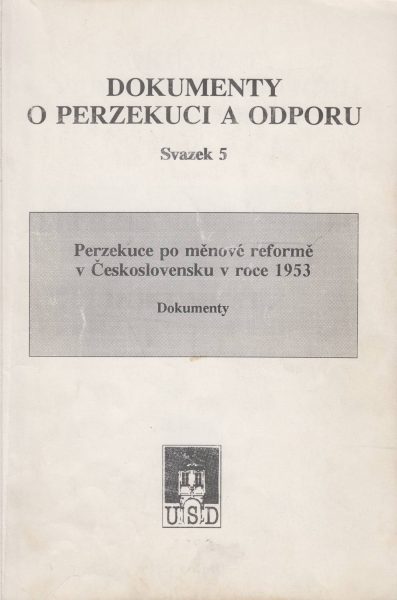 DOKUMENTY
O PERZEKUCI A ODPORU
Svazek 5
Perzekuce po měnové reformě
v Československu v roce 1953
Dokumenty
USD